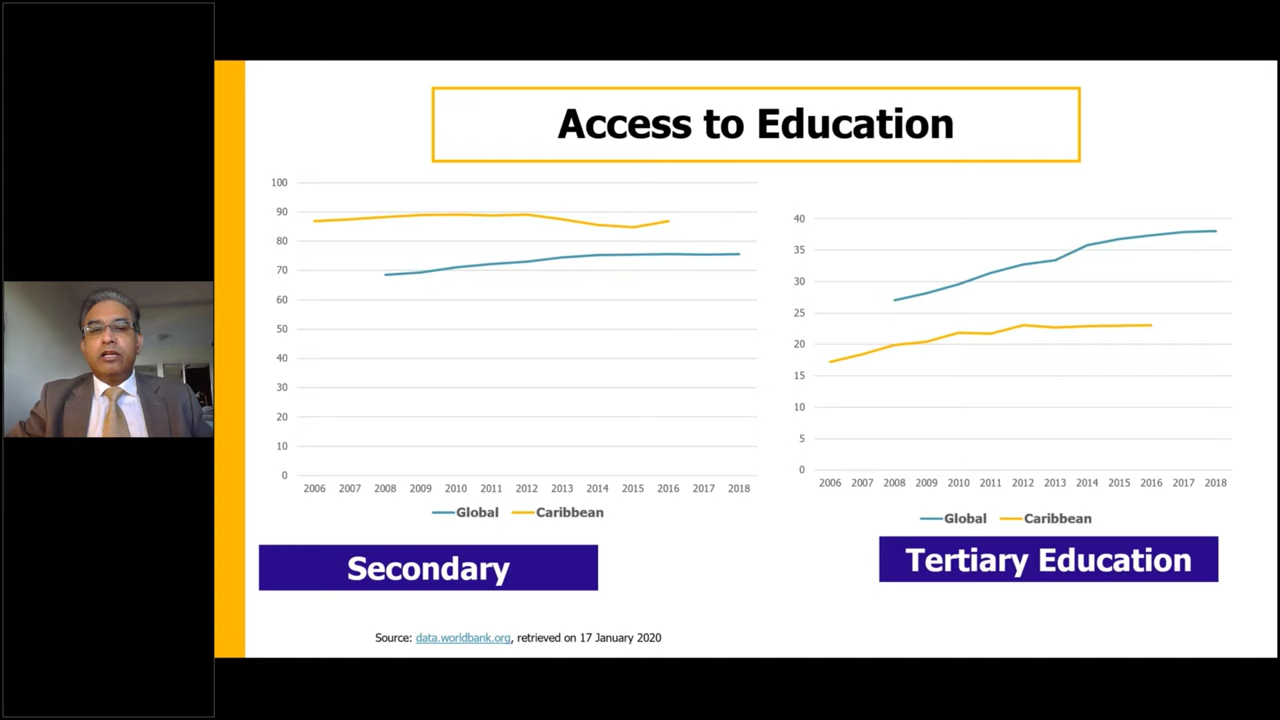 Access to Education
100
90
80
70
60
50
40
30
20
10
0
2006 2007 2008 2009 2010 2011 2012 2013 2014 2015 2016 2017 2018
Global Caribbean
Secondary
40
35
30
25
20
15
10
5
0
2006 2007 2008 2009 2010 2011 2012 2013 2014 2015 2016 2017 2018
Global Caribbean
Tertiary Education
Source: data.worldbank.org, retrieved on 17 January 2020